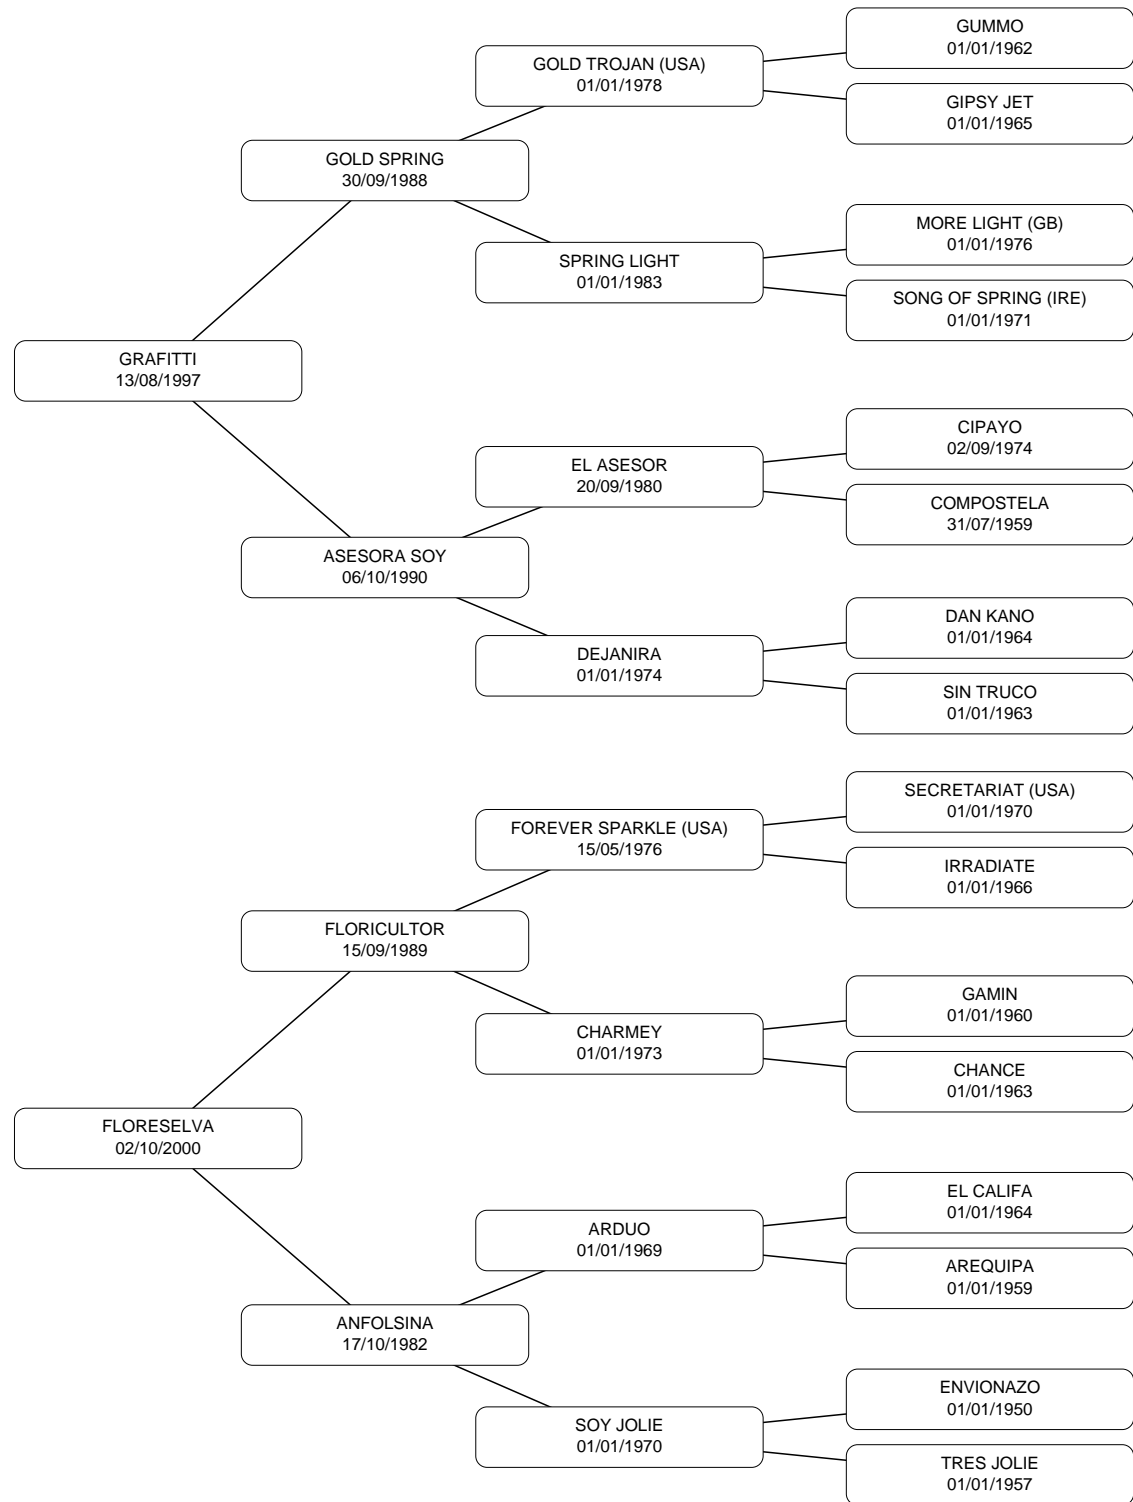 GUMMO
01/01/1962
GOLD TROJAN (USA)
01/01/1978
GIPSY JET
01/01/1965
GOLD SPRING
30/09/1988
MORE LIGHT (GB)
01/01/1976
SPRING LIGHT
01/01/1983
SONG OF SPRING (IRE)
01/01/1971
GRAFITTI
13/08/1997
CIPAYO
02/09/1974
EL ASESOR
20/09/1980
COMPOSTELA
31/07/1959
ASESORA SOY
06/10/1990
DAN KANO
01/01/1964
DEJANIRA
01/01/1974
SIN TRUCO
01/01/1963
SECRETARIAT (USA)
01/01/1970
FOREVER SPARKLE (USA)
15/05/1976
IRRADIATE
01/01/1966
FLORICULTOR
15/09/1989
GAMIN
01/01/1960
CHARMEY
01/01/1973
CHANCE
01/01/1963
FLORESELVA
02/10/2000
EL CALIFA
01/01/1964
ARDUO
01/01/1969
AREQUIPA
01/01/1959
ANFOLSINA
17/10/1982
ENVIONAZO
01/01/1950
SOY JOLIE
01/01/1970
TRES JOLIE
01/01/1957